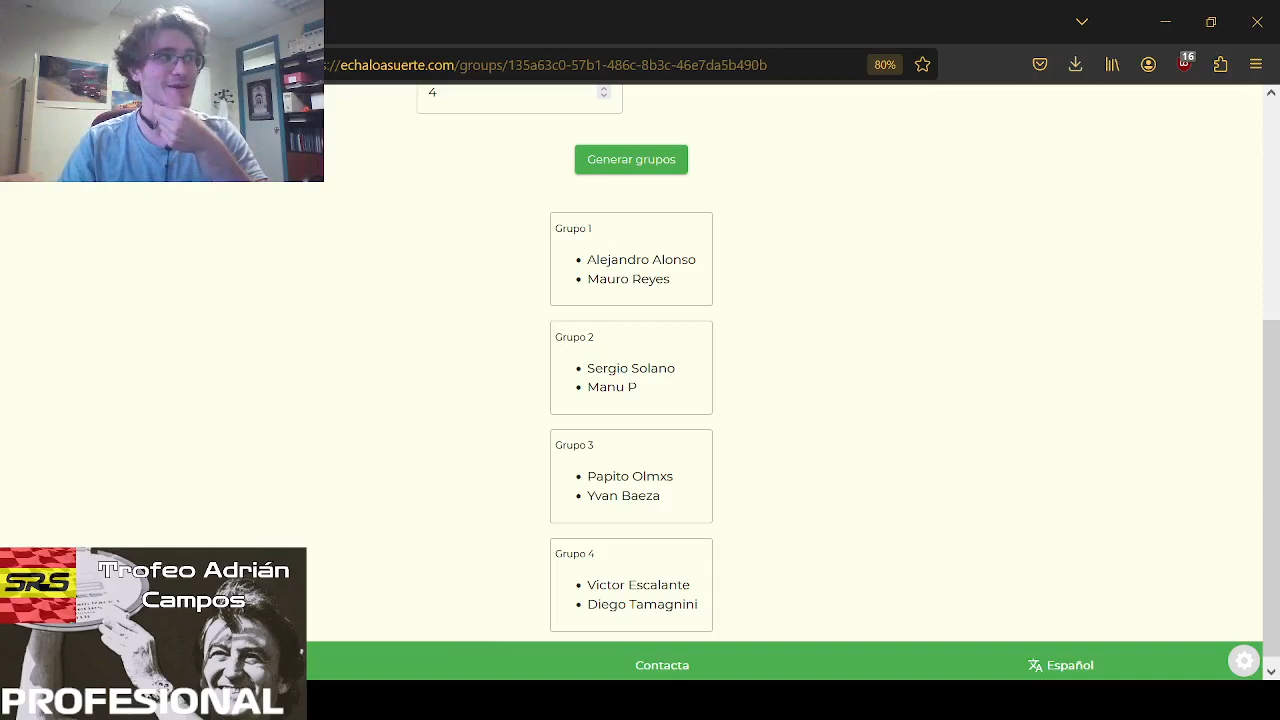 ://echaloasuerte.com/groups/135a63c0-57b1-486c-8b3c-46e7da5b490b
80%
16
4
Generar grupos
Grupo 1
Alejandro Alonso
Mauro Reyes
Grupo 2
Sergio Solano
Manu P
Grupo 3
Papito Olmxs
Yvan Baeza
Grupo 4
Victor Escalante
Diego Tamagnini
SRS
Trofeo Adrián
Campos
PROFESIONAL
Contacta
Español